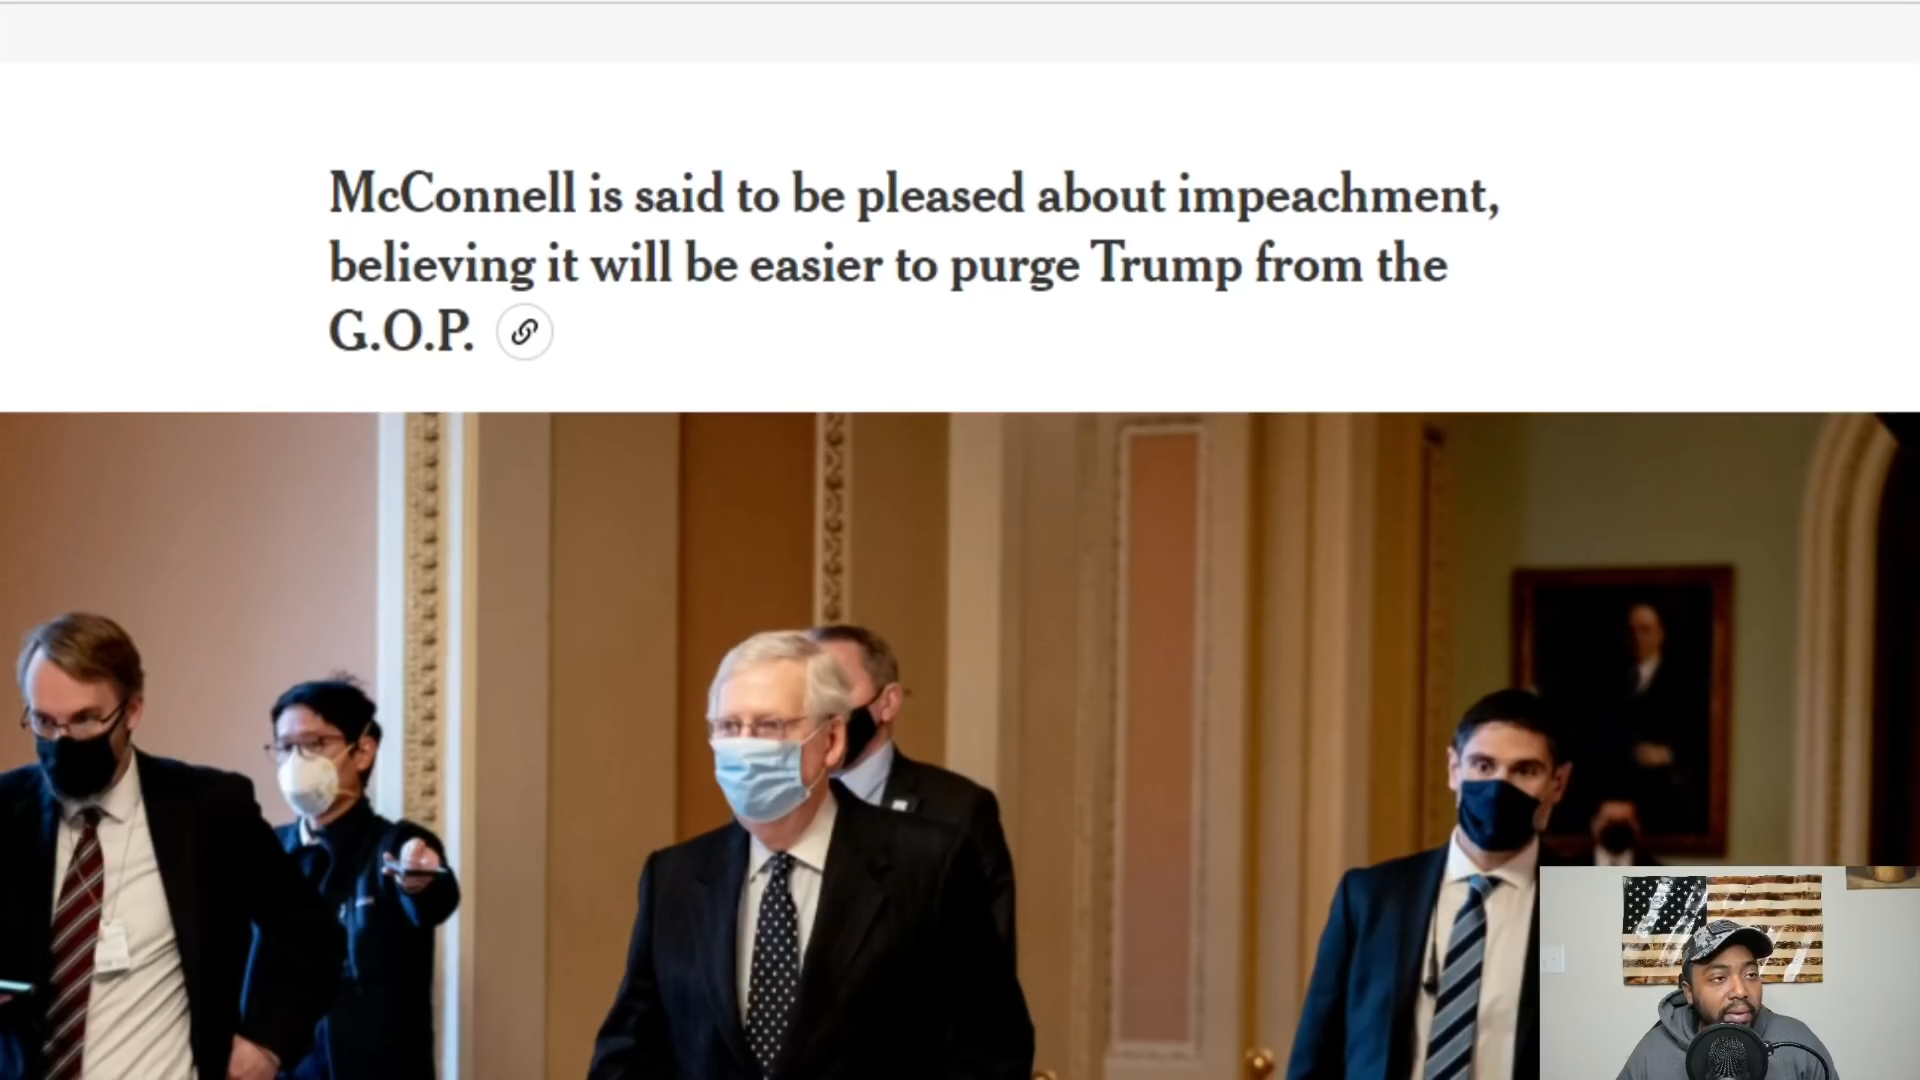 McConnell is said to be pleased about impeachment,
believing it will be easier to purge Trump from the
G.O.P.